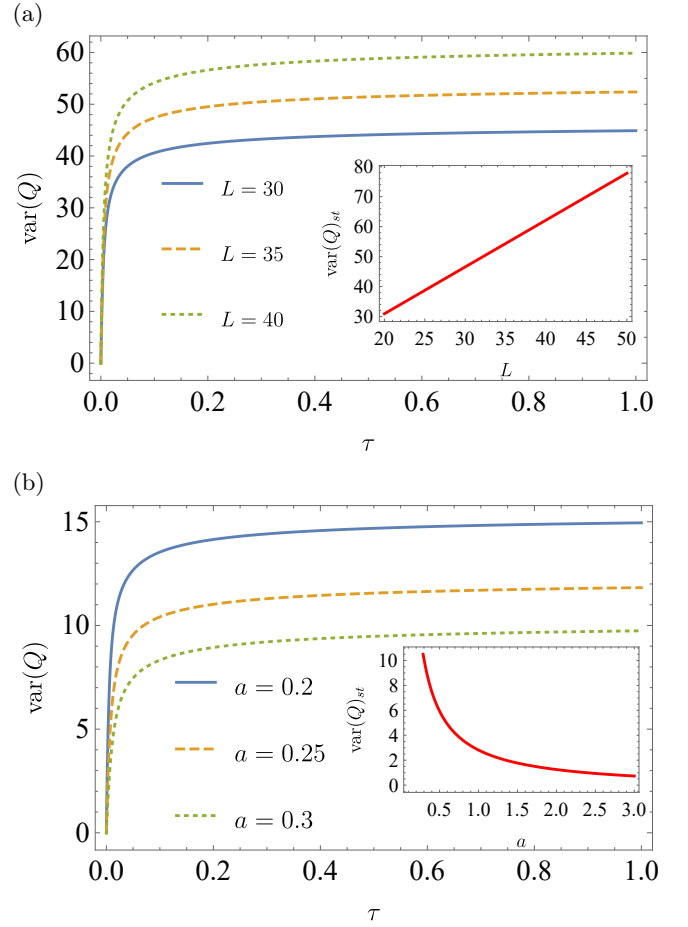 (a)
60
50
40
30
20
10
0
var(Q)
L = 30
L = 35
L = 40
80
70
60
50
40
30
var(Q)st
20 25 30 35 40 45 50
L
0.0 0.2 0.4 0.6 0.8 1.0
τ
(b)
15
10
5
0
var(Q)
a = 0.2
a = 0.25
a = 0.3
10
8
6
4
2
0
var(Q)st
0.5 1.0 1.5 2.0 2.5 3.0
a
0.0 0.2 0.4 0.6 0.8 1.0
τ